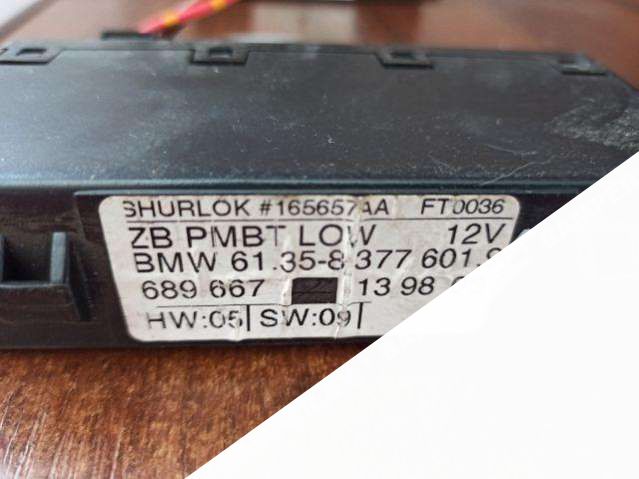 SHURLOK #165657AA FT0036
ZB PMBT LOW 12V
BMW 61.35-8 377 601.9
689 667 13 98
HW:05 SW:09